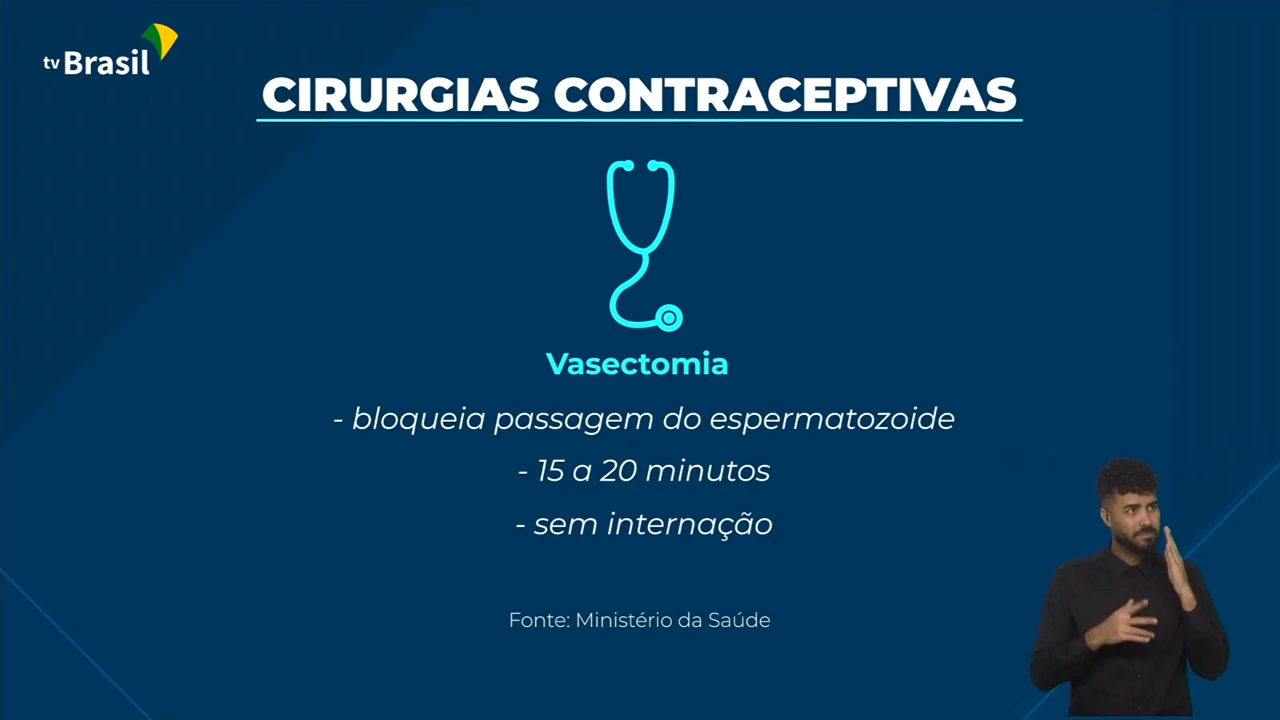 tv Brasil
CIRURGIAS CONTRACEPTIVAS
Vasectomia
- bloqueia passagem do espermatozoide
- 15 a 20 minutos
- sem internação
Fonte: Ministério da Saúde